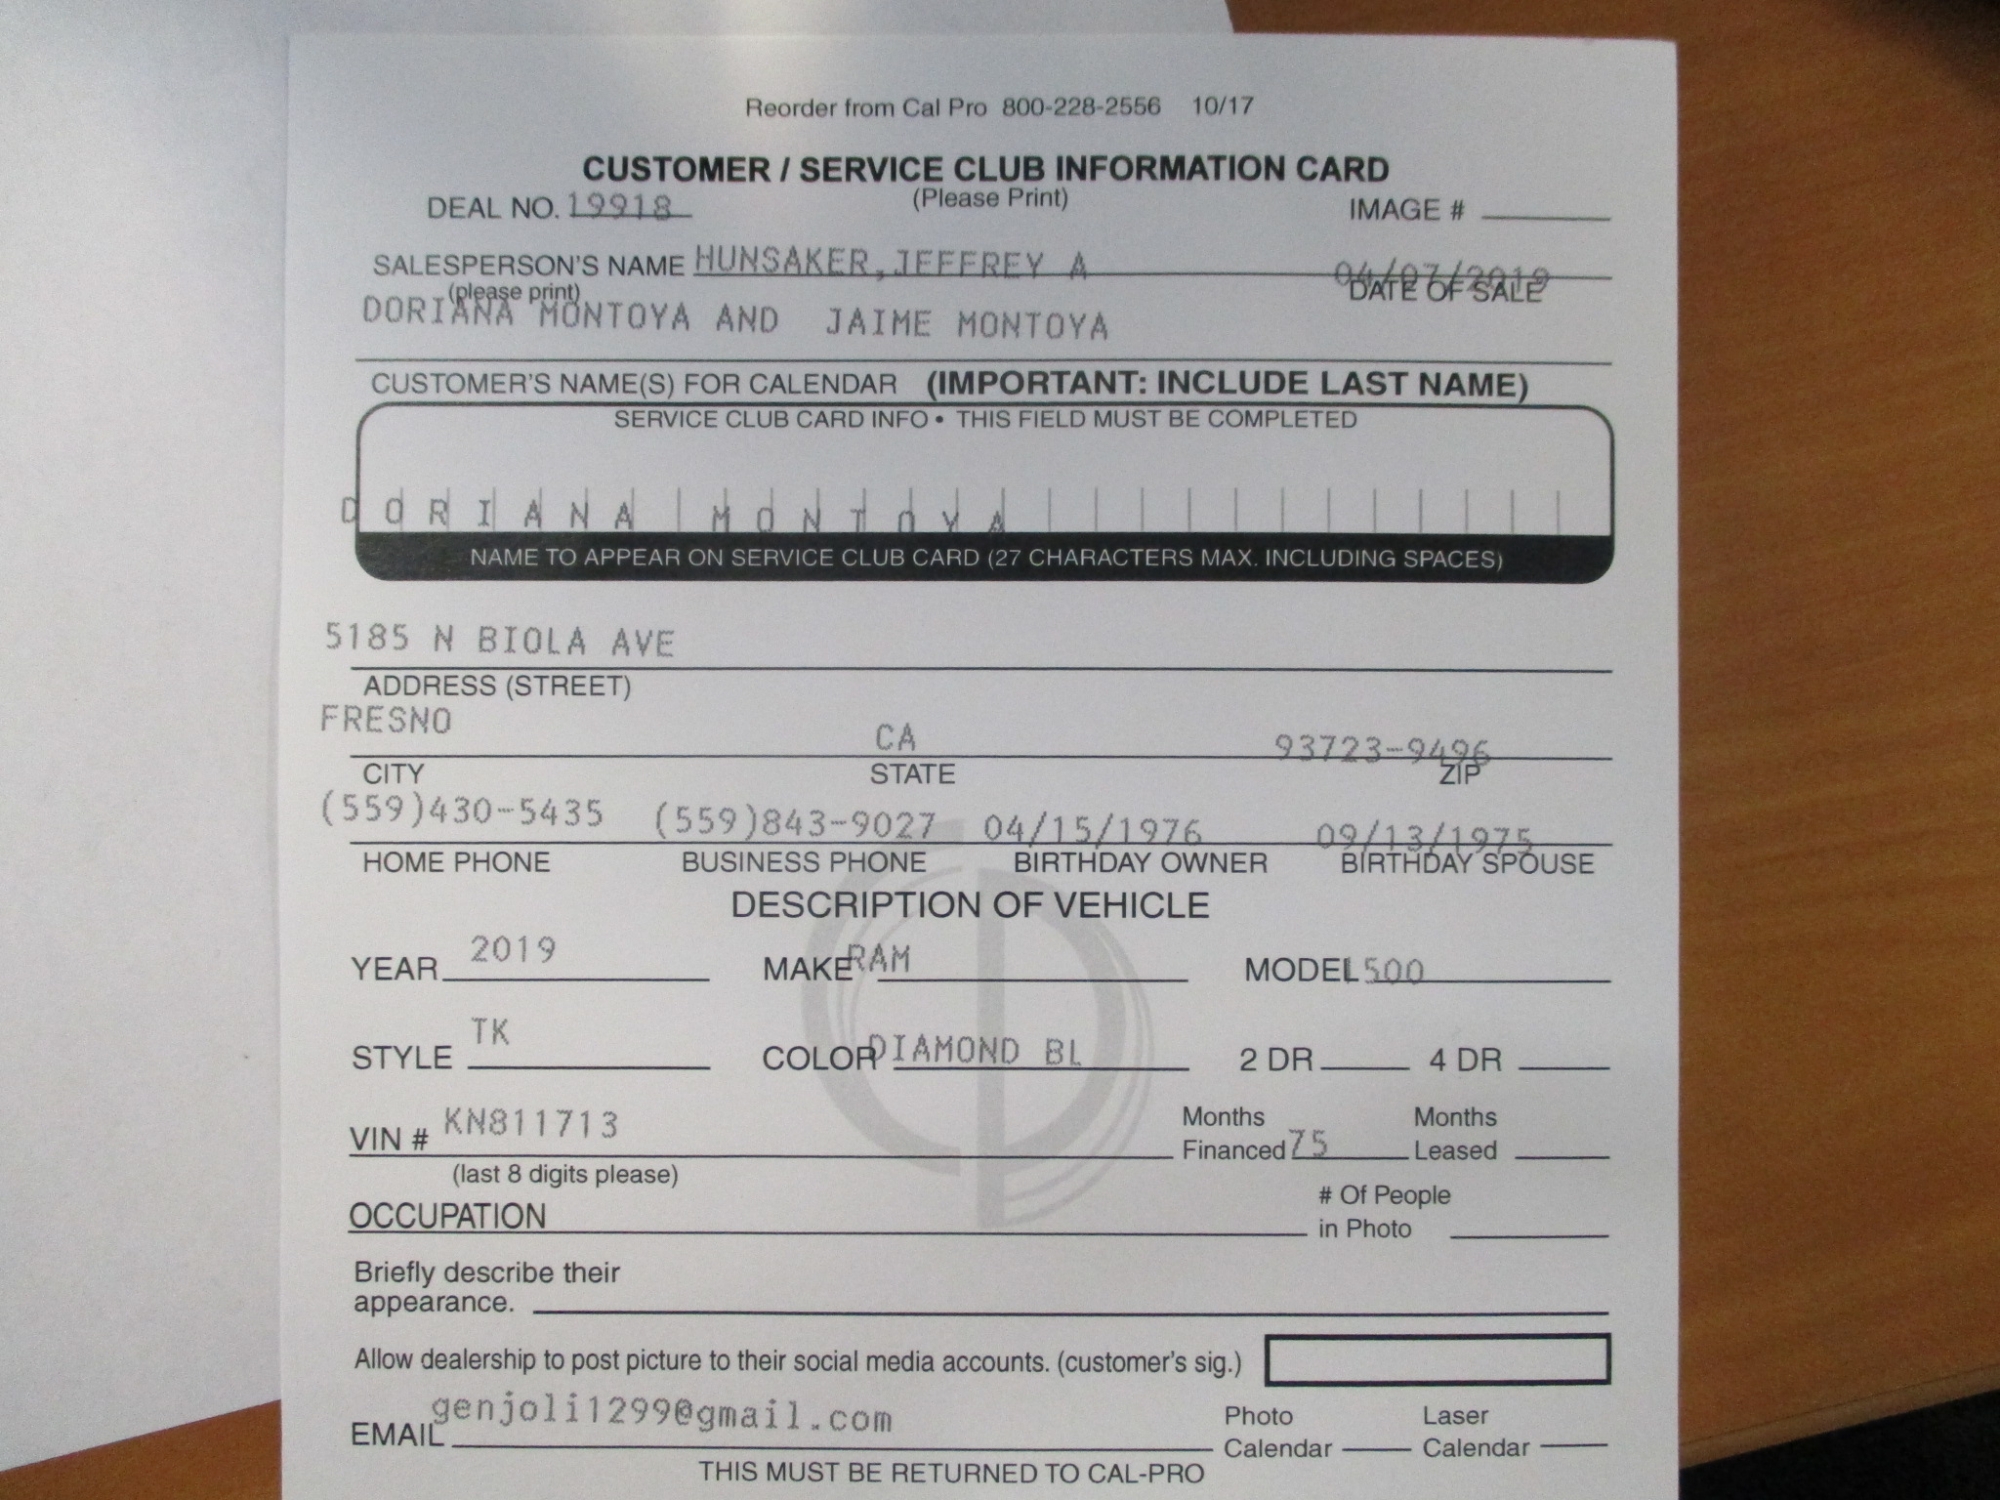 Reorder from Cal Pro 800-228-2556 10/17
CUSTOMER / SERVICE CLUB INFORMATION CARD
(Please Print)
DEAL NO. 19918 IMAGE #
SALESPERSON'S NAME HUNSAKER,JEFFREY A 04/07/2019
(please print) DATE OF SALE
DORIANA MONTOYA AND JAIME MONTOYA
CUSTOMER'S NAME(S) FOR CALENDAR (IMPORTANT: INCLUDE LAST NAME)
SERVICE CLUB CARD INFO • THIS FIELD MUST BE COMPLETED
DORIANA MONTOYA
NAME TO APPEAR ON SERVICE CLUB CARD (27 CHARACTERS MAX. INCLUDING SPACES)
5185 N BIOLA AVE
ADDRESS (STREET)
FRESNO CA 93723-9496
CITY STATE ZIP
(559)430-5435 (559)843-9027 04/15/1976 09/13/1975
HOME PHONE BUSINESS PHONE BIRTHDAY OWNER BIRTHDAY SPOUSE
DESCRIPTION OF VEHICLE
YEAR 2019 MAKE RAM MODEL 1500
STYLE TK COLOR DIAMOND BL 2 DR 4 DR
VIN # KN811713 Months Financed 75 Months Leased
(last 8 digits please)
OCCUPATION # Of People in Photo
Briefly describe their
appearance.
Allow dealership to post picture to their social media accounts. (customer's sig.)
EMAIL genjoli1299@gmail.com Photo Calendar Laser Calendar
THIS MUST BE RETURNED TO CAL-PRO